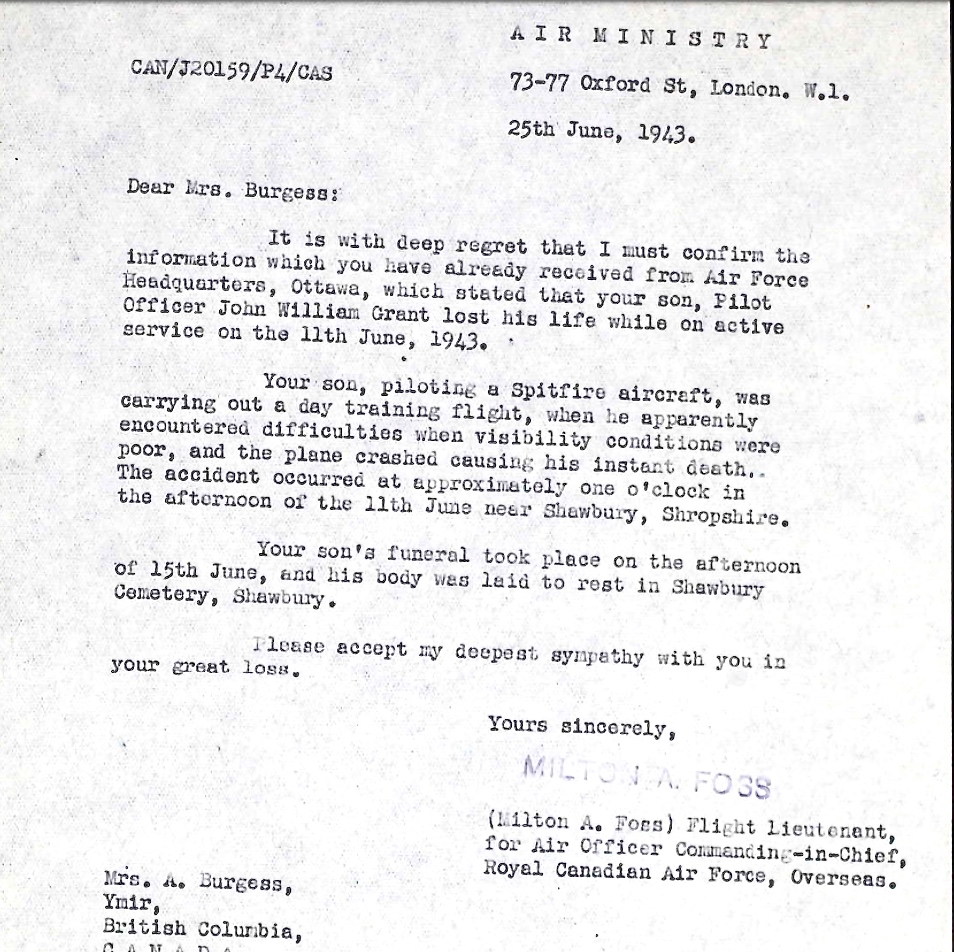 AIR MINISTRY
CAN/J20159/P4/CAS
73-77 Oxford St, London. W.1.
25th June, 1943.
Dear Mrs. Burgess:
It is with deep regret that I must confirm the
information which you have already received from Air Force
Headquarters, Ottawa, which stated that your son, Pilot
Officer John William Grant lost his life while on active
service on the 11th June, 1943.
Your son, piloting a Spitfire aircraft, was
carrying out a day training flight, when he apparently
encountered difficulties when visibility conditions were
poor, and the plane crashed causing his instant death..
The accident occurred at approximately one o'clock in
the afternoon of the 11th June near Shawbury, Shropshire.
Your son's funeral took place on the afternoon
of 15th June, and his body was laid to rest in Shawbury
Cemetery, Shawbury.
Please accept my deepest sympathy with you in
your great loss.
Yours sincerely,
MILTON A. FOSS
(Milton A. Foss) Flight Lieutenant,
for Air Officer Commanding-in-Chief,
Royal Canadian Air Force, Overseas.
Mrs. A. Burgess,
Ymir,
British Columbia,
C A N A D A